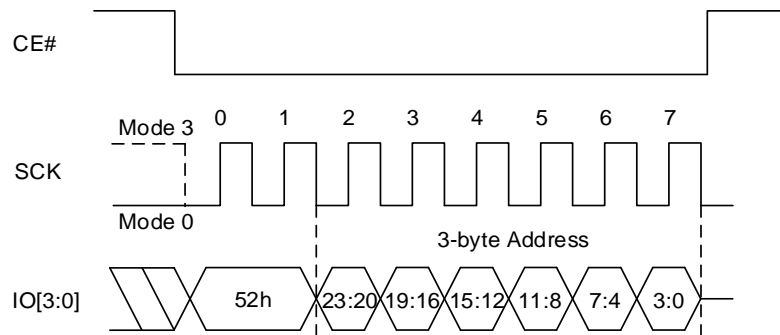 CE#
Mode 3 0 1 2 3 4 5 6 7
SCK
Mode 0
3-byte Address
IO[3:0] 52h 23:20 19:16 15:12 11:8 7:4 3:0